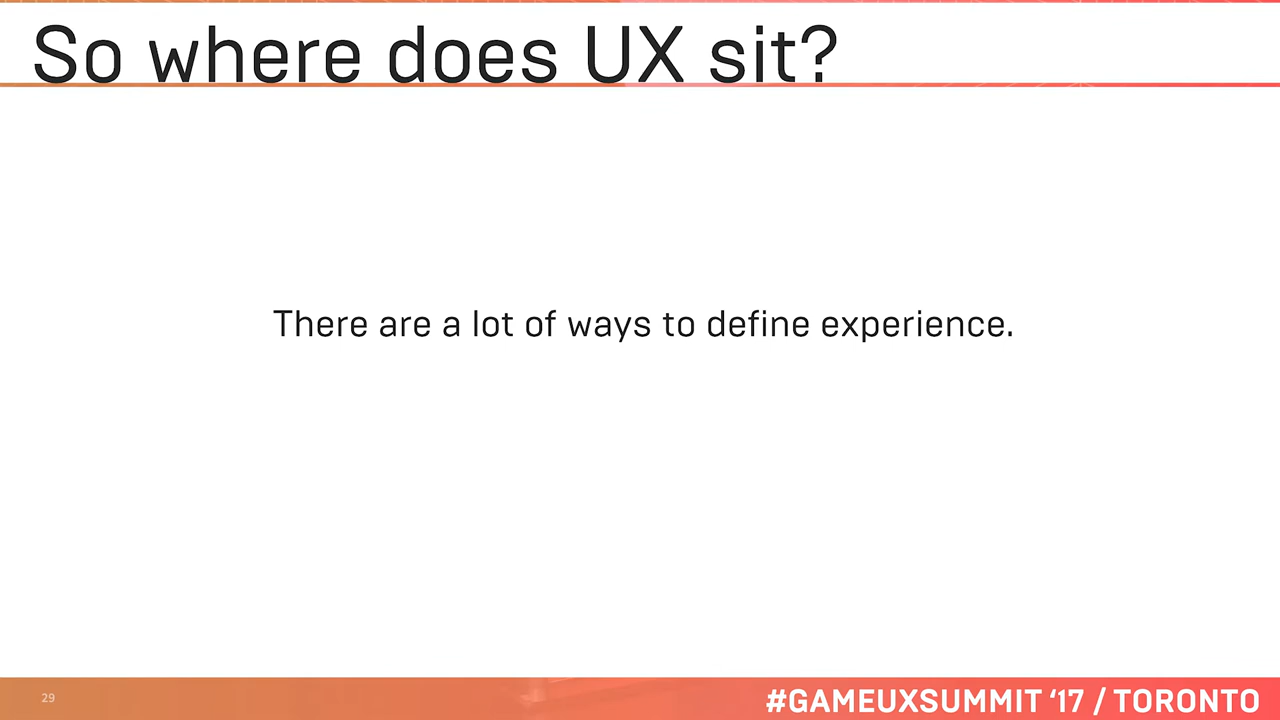 So where does UX sit?
There are a lot of ways to define experience.
29
#GAMEUXSUMMIT ‘17 / TORONTO